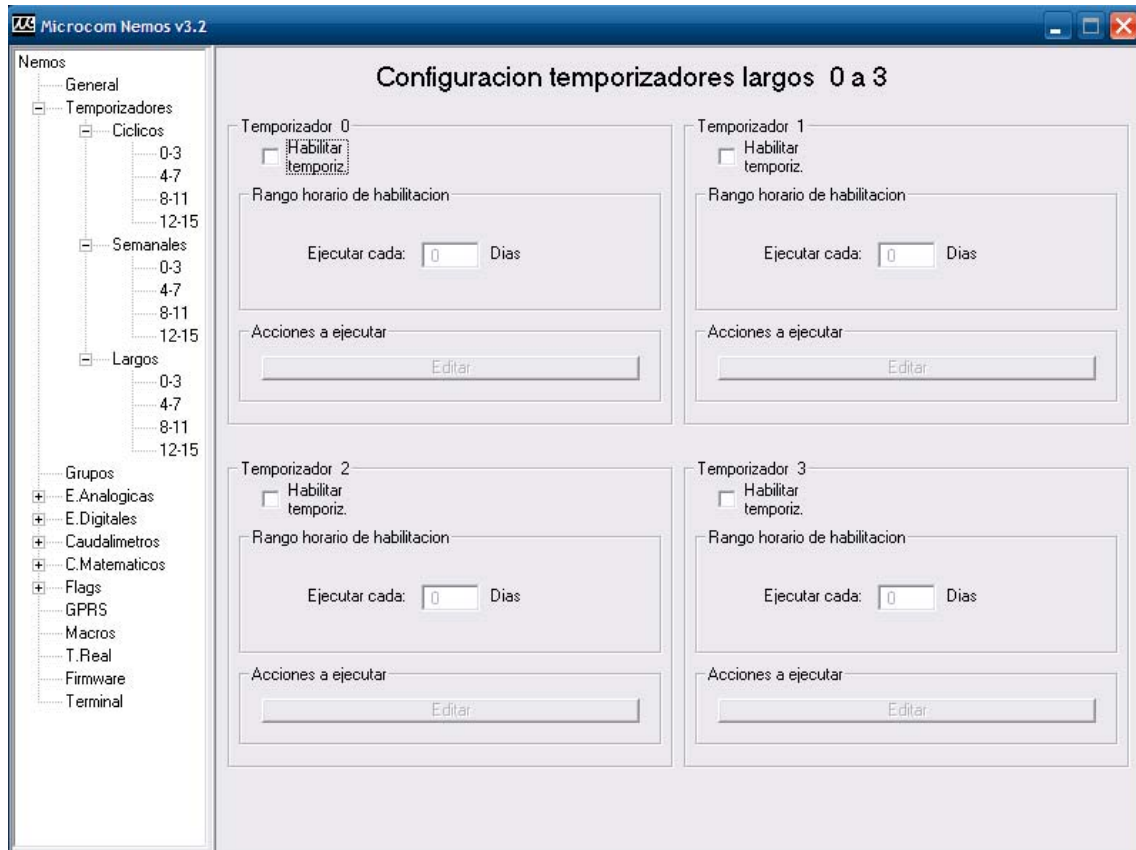 Microcom Nemos v3.2
Nemos
General
Temporizadores
Ciclicos
0-3
4-7
8-11
12-15
Semanales
0-3
4-7
8-11
12-15
Largos
0-3
4-7
8-11
12-15
Grupos
E.Analogicas
E.Digitales
Caudalimetros
C.Matematicos
Flags
GPRS
Macros
T.Real
Firmware
Terminal
Configuracion temporizadores largos 0 a 3
Temporizador 0
Habilitar
temporiz.
Rango horario de habilitacion
Ejecutar cada: 0 Dias
Acciones a ejecutar
Editar
Temporizador 1
Habilitar
temporiz.
Rango horario de habilitacion
Ejecutar cada: 0 Dias
Acciones a ejecutar
Editar
Temporizador 2
Habilitar
temporiz.
Rango horario de habilitacion
Ejecutar cada: 0 Dias
Acciones a ejecutar
Editar
Temporizador 3
Habilitar
temporiz.
Rango horario de habilitacion
Ejecutar cada: 0 Dias
Acciones a ejecutar
Editar